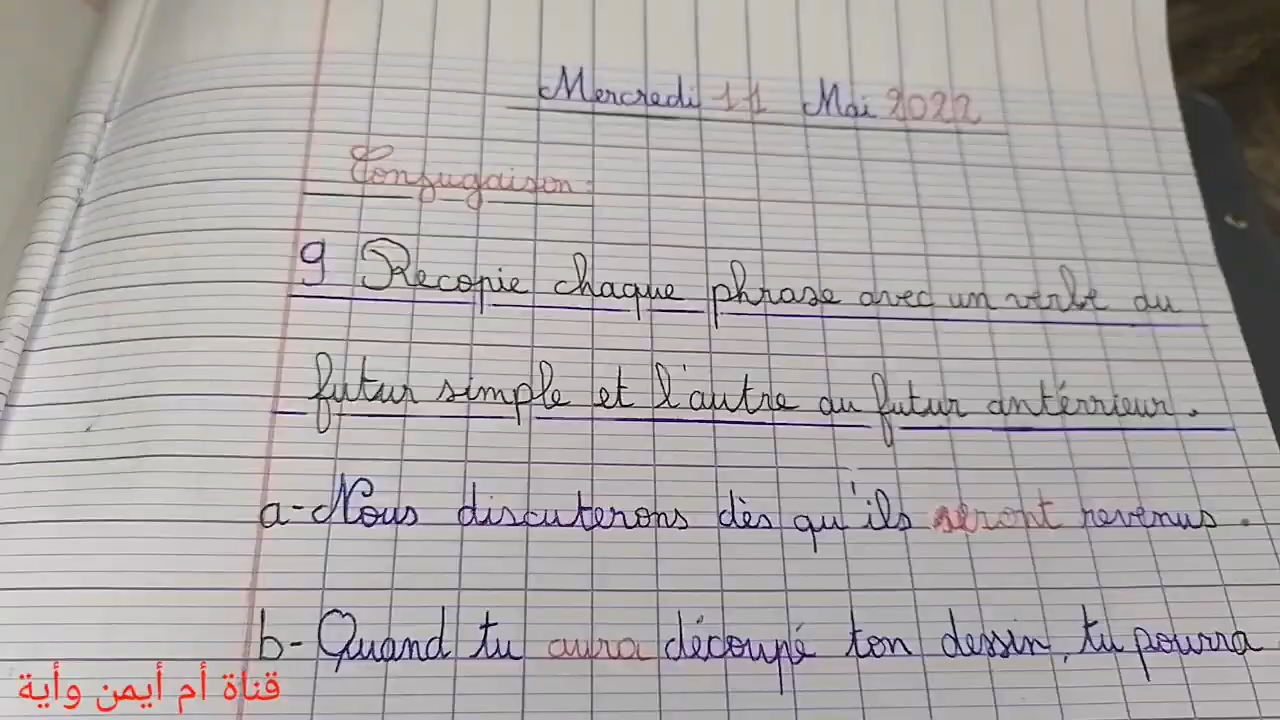 Mercredi 11 Mai 2022
Conjugaison:
9 Recopie chaque phrase avec un verbe au
futur simple et l'autre au futur antérrieur.
a- Nous discuterons dès qu'ils seront revenus.
b- Quand tu aura découpé ton dessin, tu pourra
قناة أم أيمن وأية